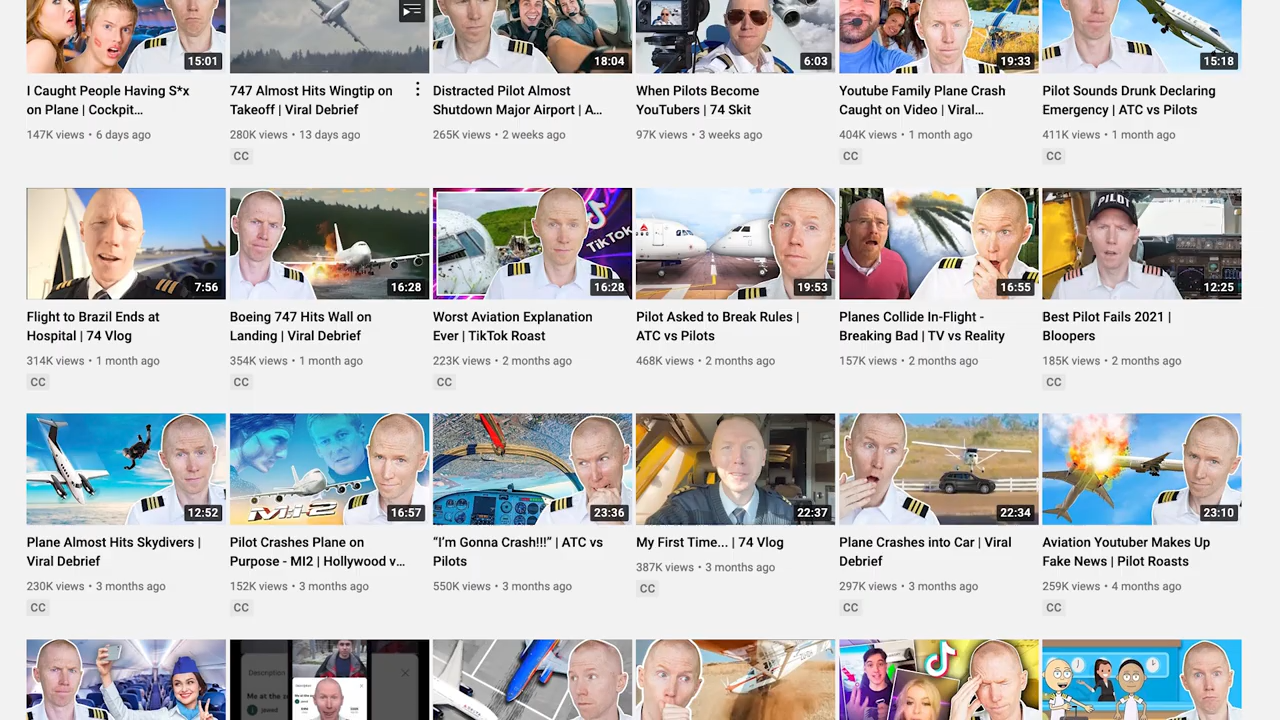 15:01
18:04
6:03
19:33
15:18
I Caught People Having S*x
on Plane | Cockpit…
147K views • 6 days ago
747 Almost Hits Wingtip on
Takeoff | Viral Debrief
280K views • 13 days ago
CC
Distracted Pilot Almost
Shutdown Major Airport | A…
265K views • 2 weeks ago
When Pilots Become
YouTubers | 74 Skit
97K views • 3 weeks ago
Youtube Family Plane Crash
Caught on Video | Viral…
404K views • 1 month ago
CC
Pilot Sounds Drunk Declaring
Emergency | ATC vs Pilots
411K views • 1 month ago
CC
7:56
16:28
TikTok
16:28
19:53
16:55
PILOT
12:25
Flight to Brazil Ends at
Hospital | 74 Vlog
314K views • 1 month ago
CC
Boeing 747 Hits Wall on
Landing | Viral Debrief
354K views • 1 month ago
CC
Worst Aviation Explanation
Ever | TikTok Roast
223K views • 2 months ago
CC
Pilot Asked to Break Rules |
ATC vs Pilots
468K views • 2 months ago
Planes Collide In-Flight -
Breaking Bad | TV vs Reality
157K views • 2 months ago
Best Pilot Fails 2021 |
Bloopers
185K views • 2 months ago
CC
12:52
M:I-2
16:57
23:36
22:37
22:34
23:10
Plane Almost Hits Skydivers |
Viral Debrief
230K views • 3 months ago
CC
Pilot Crashes Plane on
Purpose - MI2 | Hollywood v…
152K views • 3 months ago
CC
“I’m Gonna Crash!!!” | ATC vs
Pilots
550K views • 3 months ago
My First Time... | 74 Vlog
387K views • 3 months ago
CC
Plane Crashes into Car | Viral
Debrief
297K views • 3 months ago
CC
Aviation Youtuber Makes Up
Fake News | Pilot Roasts
259K views • 4 months ago
CC
Description
Me at the zo
jawed